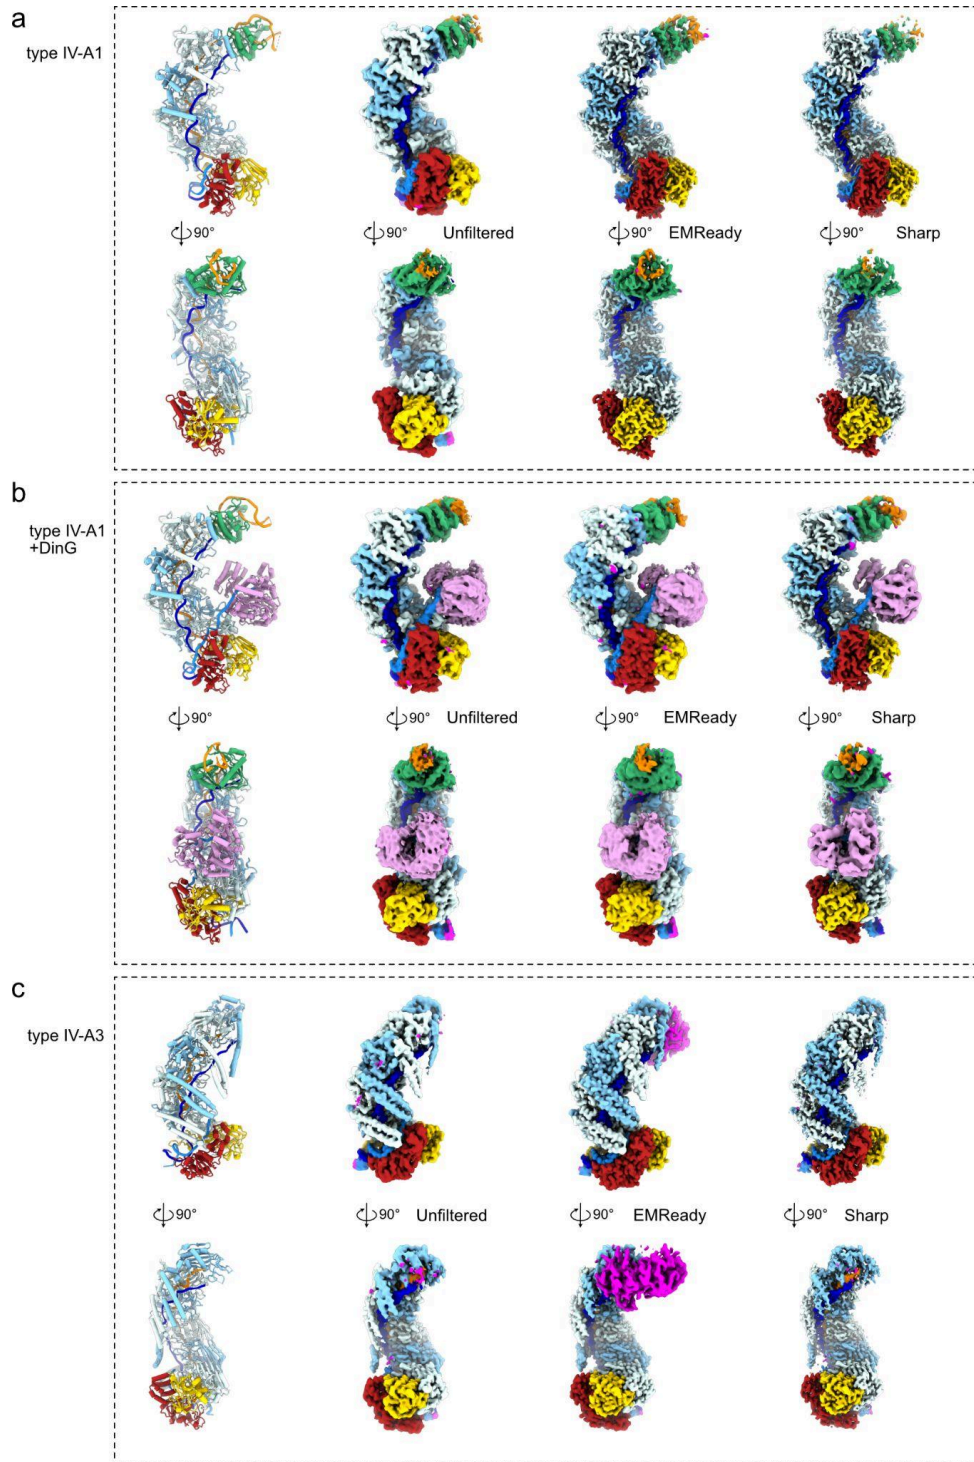 a
type IV-A1
90°
90° Unfiltered
90° EMReady
90° Sharp
b
type IV-A1
+DinG
90°
90° Unfiltered
90° EMReady
90° Sharp
c
type IV-A3
90°
90° Unfiltered
90° EMReady
90° Sharp